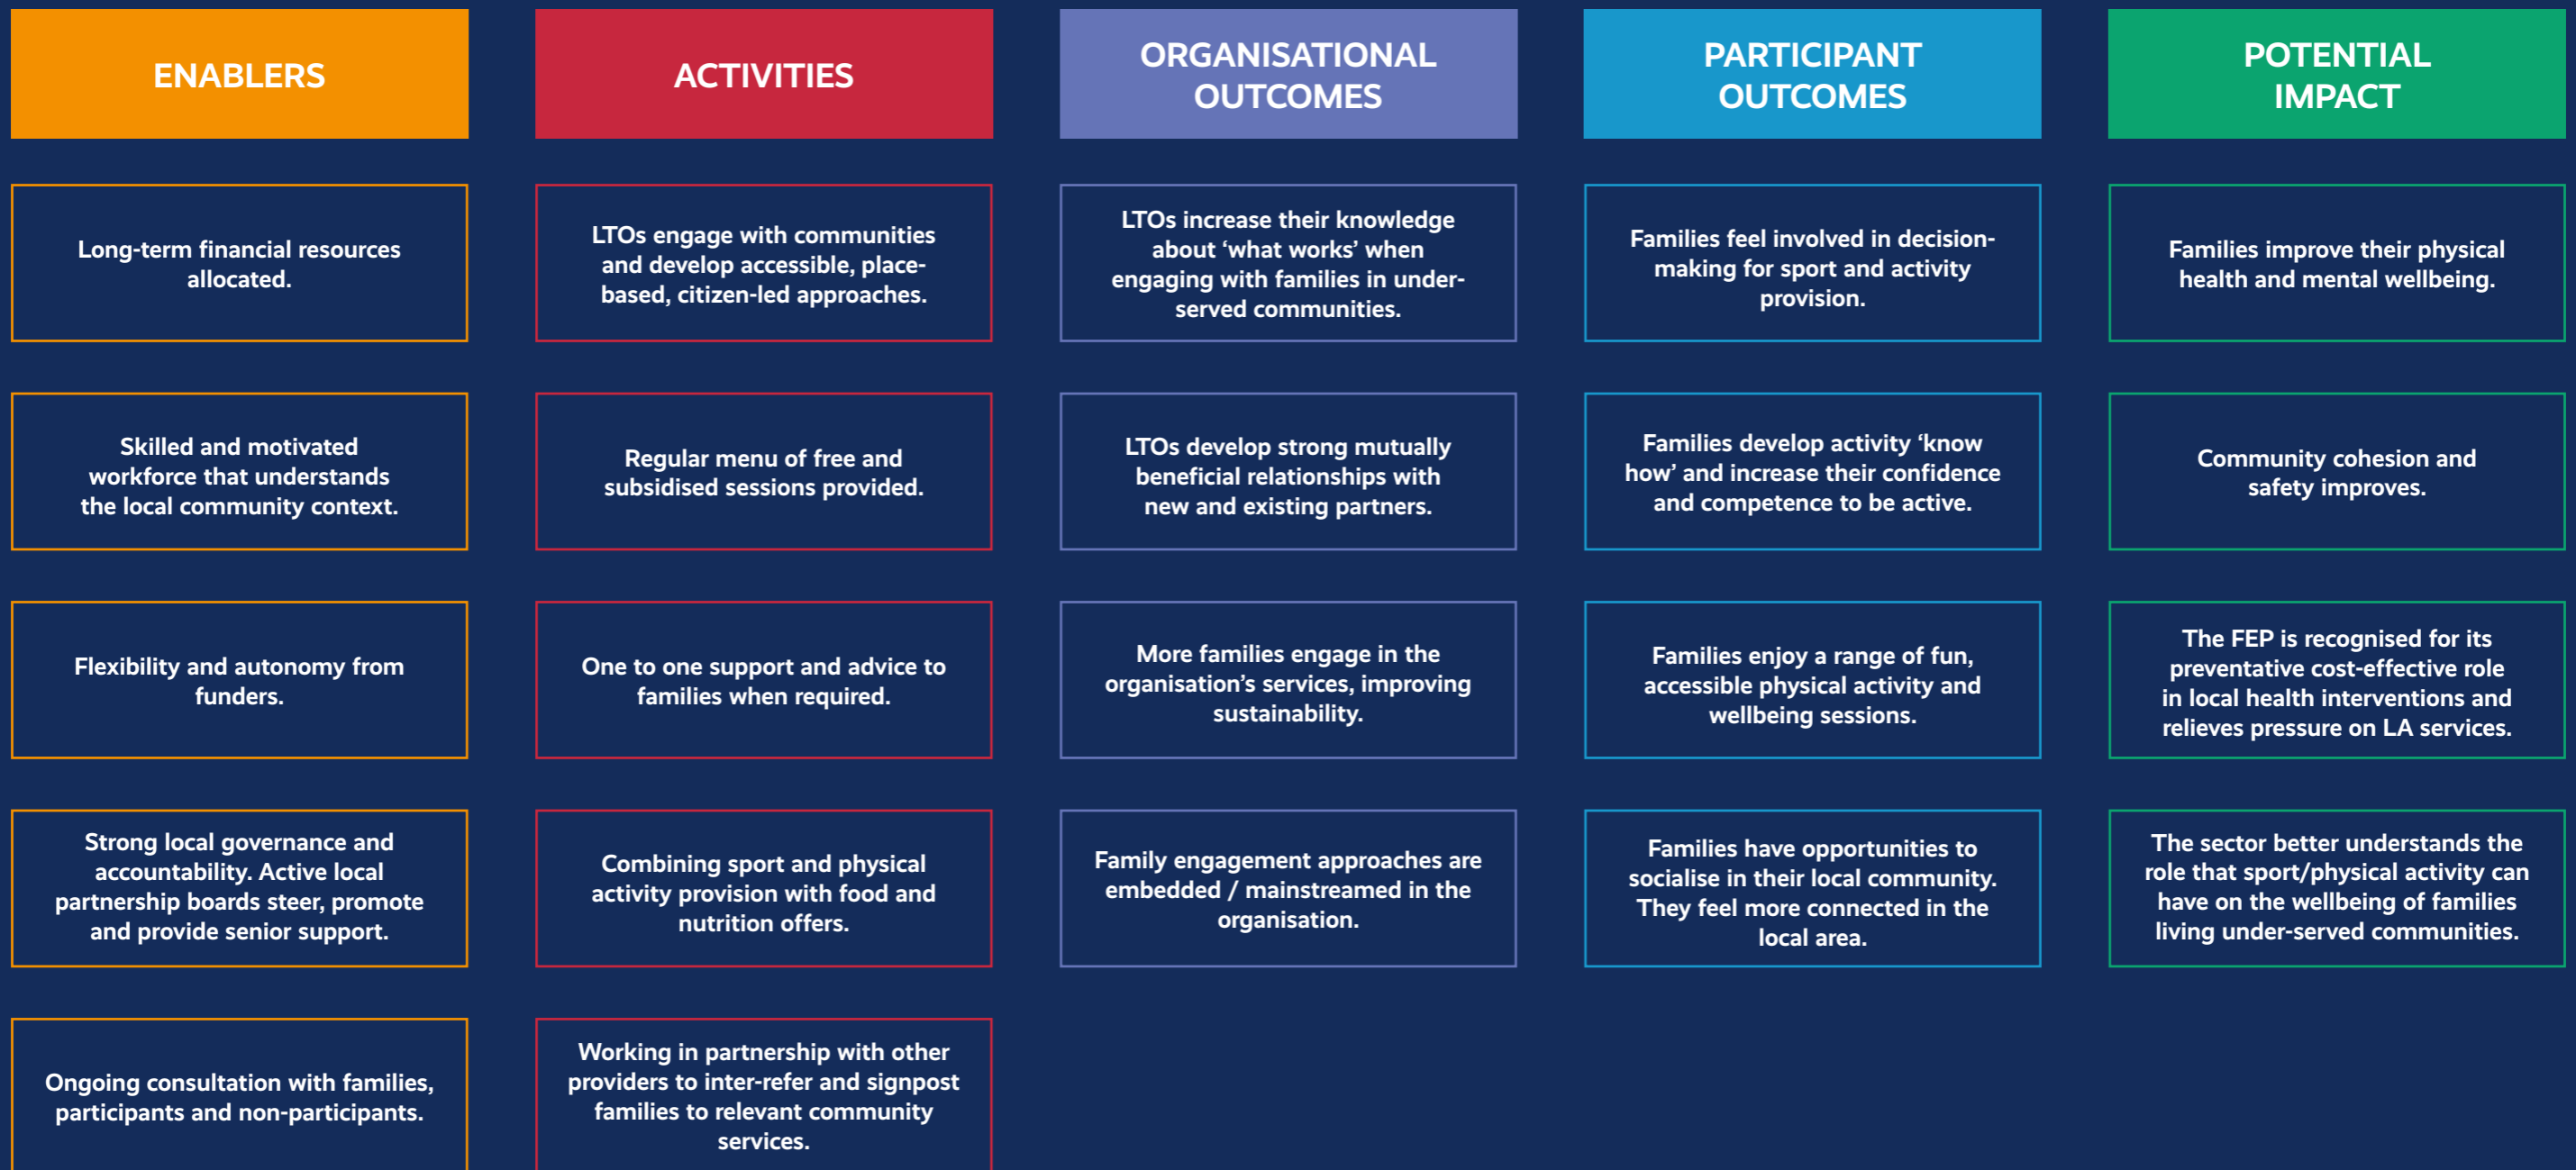 ENABLERS
Long-term financial resources
allocated.
Skilled and motivated
workforce that understands
the local community context.
Flexibility and autonomy from
funders.
Strong local governance and
accountability. Active local
partnership boards steer, promote
and provide senior support.
Ongoing consultation with families,
participants and non-participants.
ACTIVITIES
LTOs engage with communities
and develop accessible, place-
based, citizen-led approaches.
Regular menu of free and
subsidised sessions provided.
One to one support and advice to
families when required.
Combining sport and physical
activity provision with food and
nutrition offers.
Working in partnership with other
providers to inter-refer and signpost
families to relevant community
services.
ORGANISATIONAL
OUTCOMES
LTOs increase their knowledge
about ‘what works’ when
engaging with families in under-
served communities.
LTOs develop strong mutually
beneficial relationships with
new and existing partners.
More families engage in the
organisation’s services, improving
sustainability.
Family engagement approaches are
embedded / mainstreamed in the
organisation.
PARTICIPANT
OUTCOMES
Families feel involved in decision-
making for sport and activity
provision.
Families develop activity ‘know
how’ and increase their confidence
and competence to be active.
Families enjoy a range of fun,
accessible physical activity and
wellbeing sessions.
Families have opportunities to
socialise in their local community.
They feel more connected in the
local area.
POTENTIAL
IMPACT
Families improve their physical
health and mental wellbeing.
Community cohesion and
safety improves.
The FEP is recognised for its
preventative cost-effective role
in local health interventions and
relieves pressure on LA services.
The sector better understands the
role that sport/physical activity can
have on the wellbeing of families
living under-served communities.